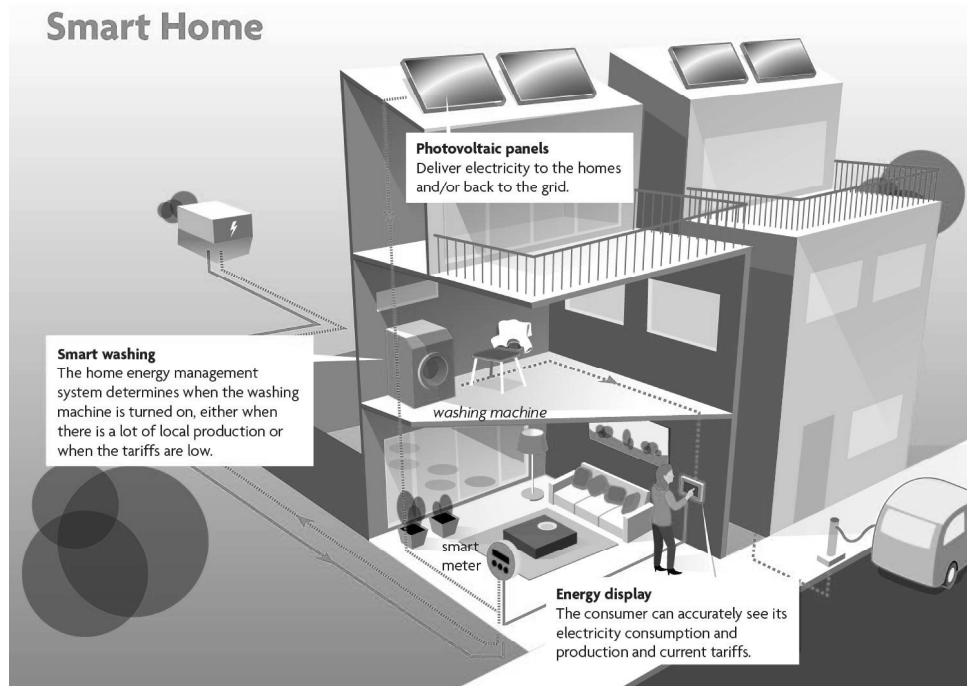 Smart Home
Photovoltaic panels
Deliver electricity to the homes
and/or back to the grid.
Smart washing
The home energy management
system determines when the washing
machine is turned on, either when
there is a lot of local production or
when the tariffs are low.
washing machine
smart
meter
Energy display
The consumer can accurately see its
electricity consumption and
production and current tariffs.